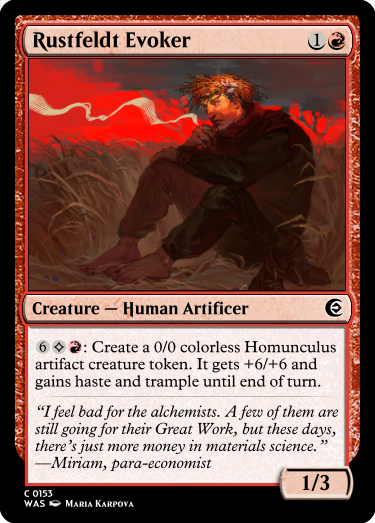 Rustfeldt Evoker 1
Creature — Human Artificer
6: Create a 0/0 colorless Homunculus
artifact creature token. It gets +6/+6 and
gains haste and trample until end of turn.
“I feel bad for the alchemists. A few of them are
still going for their Great Work, but these days,
there’s just more money in materials science.”
—Miriam, para-economist
1/3
C 0153
WAS Maria Karpova